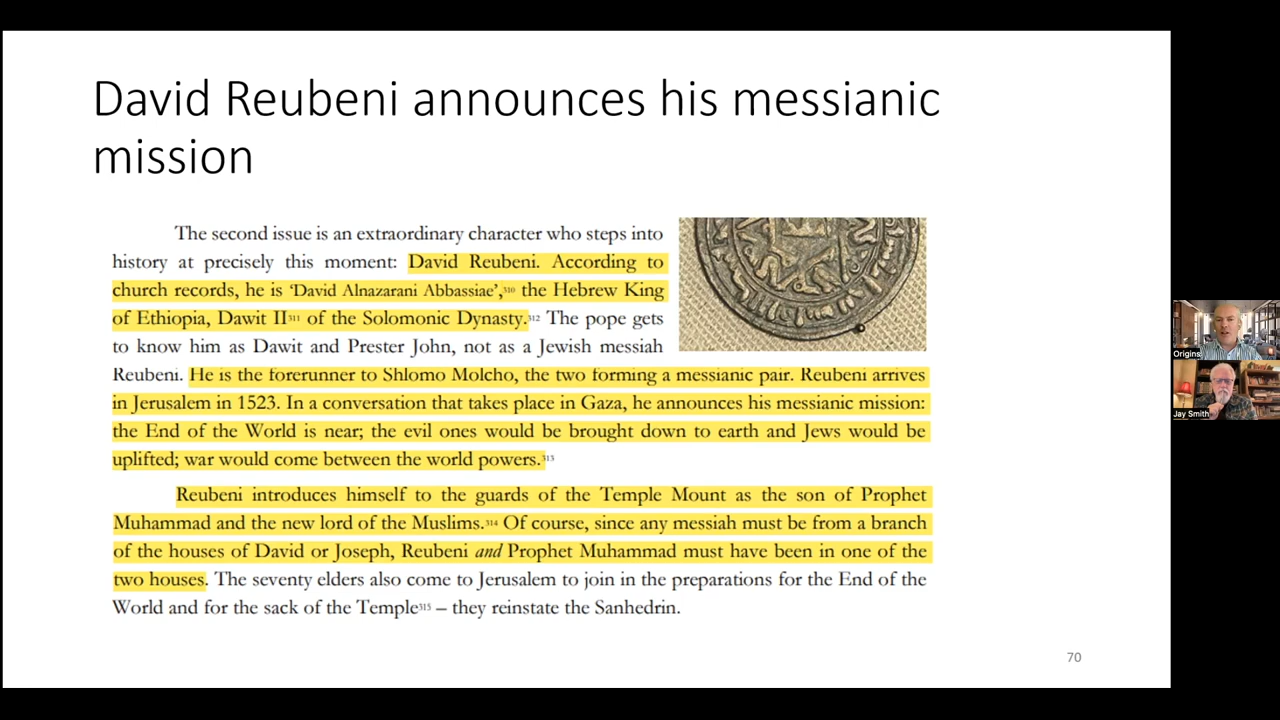 David Reubeni announces his messianic
mission
The second issue is an extraordinary character who steps into
history at precisely this moment: David Reubeni. According to
church records, he is ‘David Alnazarani Abbassiae’,310 the Hebrew King
of Ethiopia, Dawit II311 of the Solomonic Dynasty.312 The pope gets
to know him as Dawit and Prester John, not as a Jewish messiah
Reubeni. He is the forerunner to Shlomo Molcho, the two forming a messianic pair. Reubeni arrives
in Jerusalem in 1523. In a conversation that takes place in Gaza, he announces his messianic mission:
the End of the World is near; the evil ones would be brought down to earth and Jews would be
uplifted; war would come between the world powers.313
Reubeni introduces himself to the guards of the Temple Mount as the son of Prophet
Muhammad and the new lord of the Muslims.314 Of course, since any messiah must be from a branch
of the houses of David or Joseph, Reubeni and Prophet Muhammad must have been in one of the
two houses. The seventy elders also come to Jerusalem to join in the preparations for the End of the
World and for the sack of the Temple315 – they reinstate the Sanhedrin.
70
Origins
Jay Smith